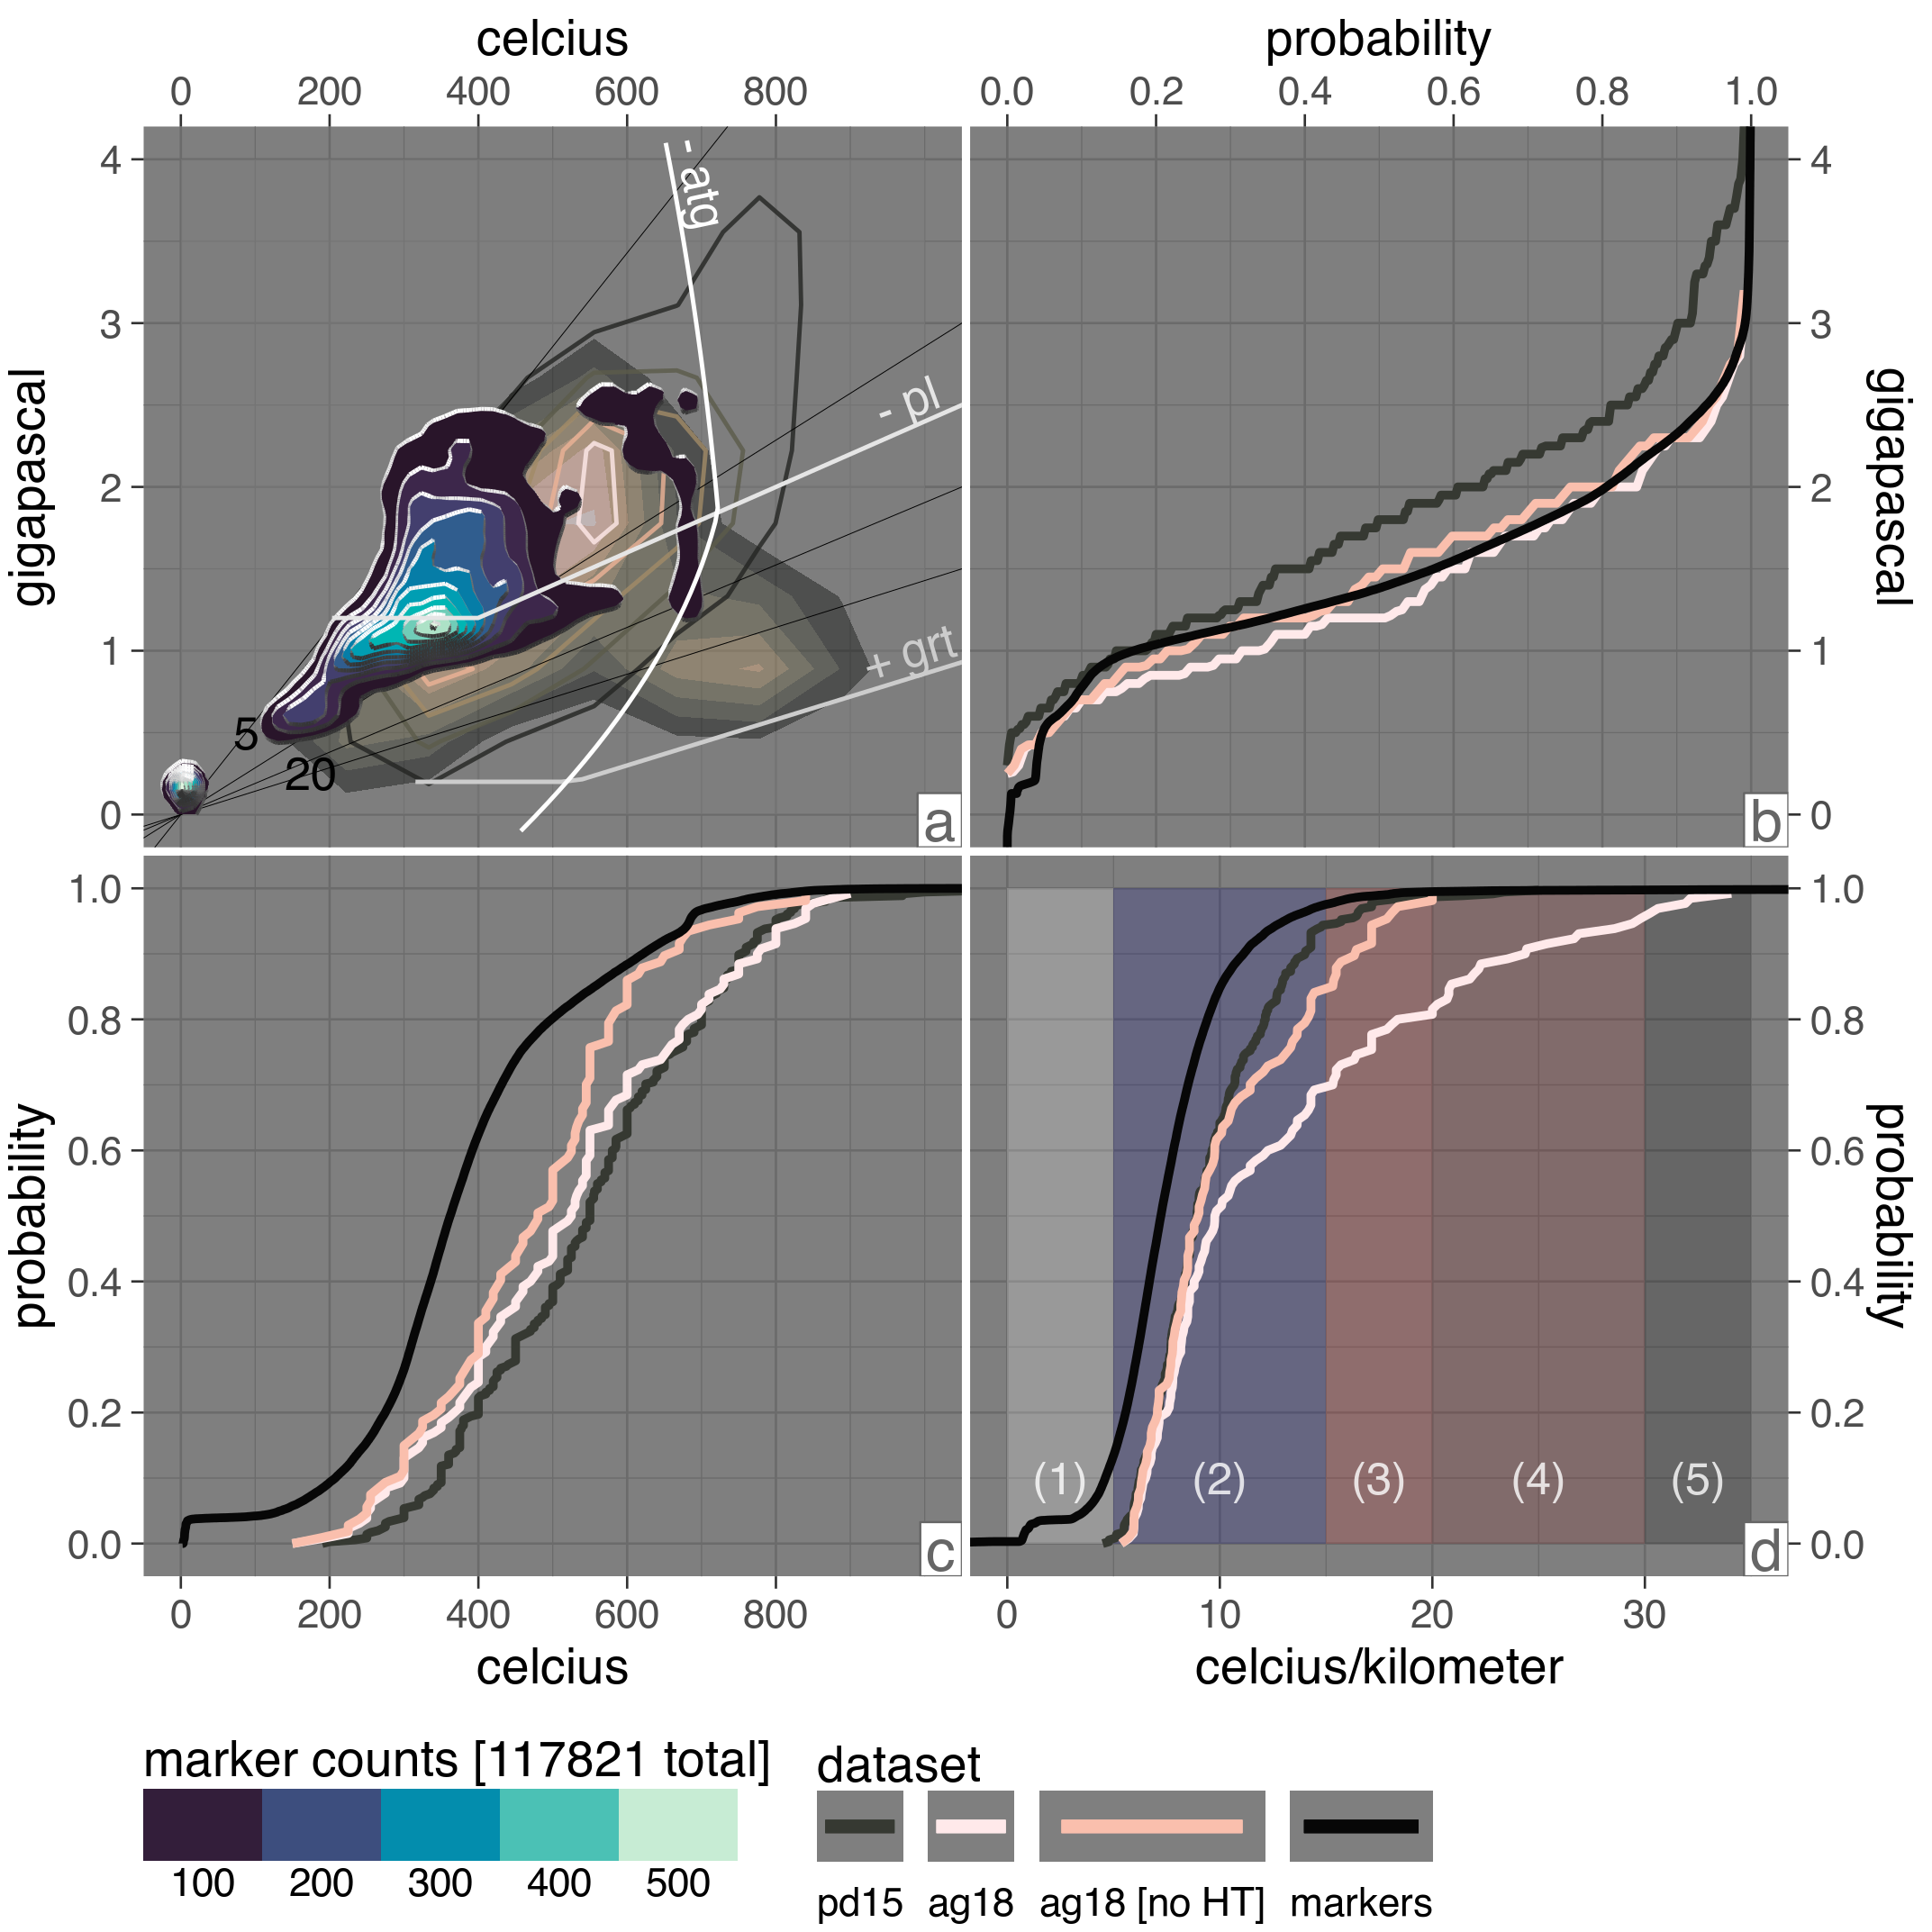 celcius
probability
0 200 400 600 800
0.0 0.2 0.4 0.6 0.8 1.0
4
3
2
1
0
gigapascal
- atg
- pl
+ grt
5
20
a
4
3
2
1
0
gigapascal
b
1.0
0.8
0.6
0.4
0.2
0.0
probability
c
1.0
0.8
0.6
0.4
0.2
0.0
probability
(1) (2) (3) (4) (5)
d
0 200 400 600 800
0 10 20 30
celcius
celcius/kilometer
marker counts [117821 total]
100 200 300 400 500
dataset
pd15 ag18 ag18 [no HT] markers